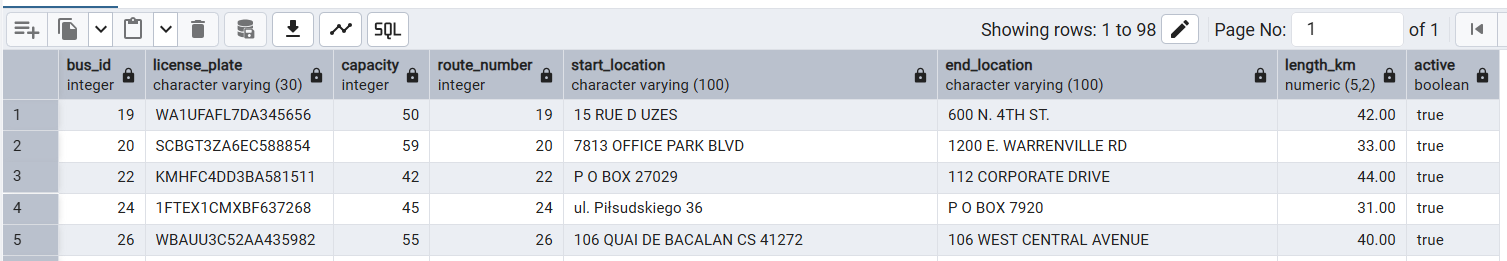 SQL Showing rows: 1 to 98 Page No: 1 of 1
bus_id license_plate capacity route_number start_location end_location length_km active
integer character varying (30) integer integer character varying (100) character varying (100) numeric (5,2) boolean
1 19 WA1UFAFL7DA345656 50 19 15 RUE D UZES 600 N. 4TH ST. 42.00 true
2 20 SCBGT3ZA6EC588854 59 20 7813 OFFICE PARK BLVD 1200 E. WARRENVILLE RD 33.00 true
3 22 KMHFC4DD3BA581511 42 22 P O BOX 27029 112 CORPORATE DRIVE 44.00 true
4 24 1FTEX1CMXBF637268 45 24 ul. Piłsudskiego 36 P O BOX 7920 31.00 true
5 26 WBAUU3C52AA435982 55 26 106 QUAI DE BACALAN CS 41272 106 WEST CENTRAL AVENUE 40.00 true